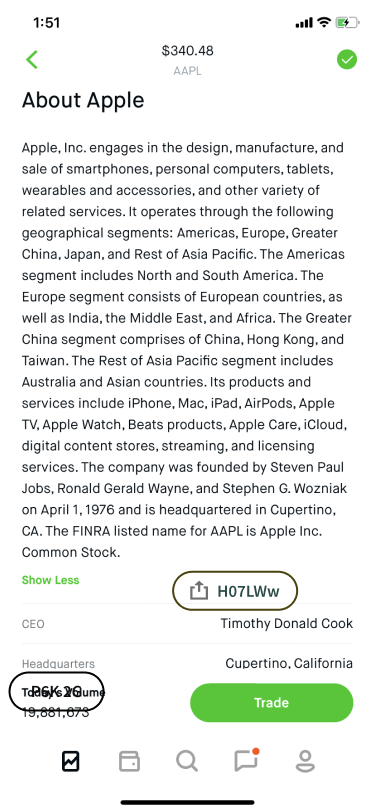 1:51
$340.48
AAPL
About Apple
Apple, Inc. engages in the design, manufacture, and
sale of smartphones, personal computers, tablets,
wearables and accessories, and other variety of
related services. It operates through the following
geographical segments: Americas, Europe, Greater
China, Japan, and Rest of Asia Pacific. The Americas
segment includes North and South America. The
Europe segment consists of European countries, as
well as India, the Middle East, and Africa. The Greater
China segment comprises of China, Hong Kong, and
Taiwan. The Rest of Asia Pacific segment includes
Australia and Asian countries. Its products and
services include iPhone, Mac, iPad, AirPods, Apple
TV, Apple Watch, Beats products, Apple Care, iCloud,
digital content stores, streaming, and licensing
services. The company was founded by Steven Paul
Jobs, Ronald Gerald Wayne, and Stephen G. Wozniak
on April 1, 1976 and is headquartered in Cupertino,
CA. The FINRA listed name for AAPL is Apple Inc.
Common Stock.
Show Less
H07LWw
CEO Timothy Donald Cook
Headquarters Cupertino, California
Today's Volume
19,881,673
Trade